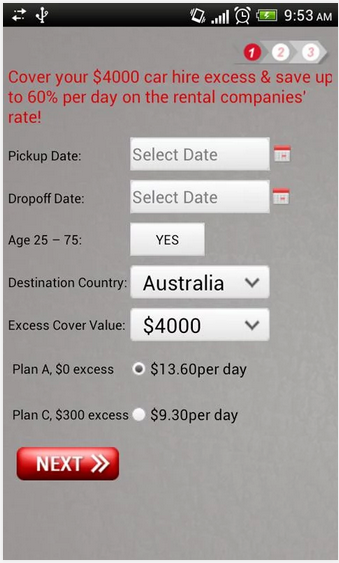 9:53 AM
1 2 3
Cover your $4000 car hire excess & save up
to 60% per day on the rental companies'
rate!
Pickup Date: Select Date
Dropoff Date: Select Date
Age 25 – 75: YES
Destination Country: Australia
Excess Cover Value: $4000
Plan A, $0 excess $13.60per day
Plan C, $300 excess $9.30per day
NEXT